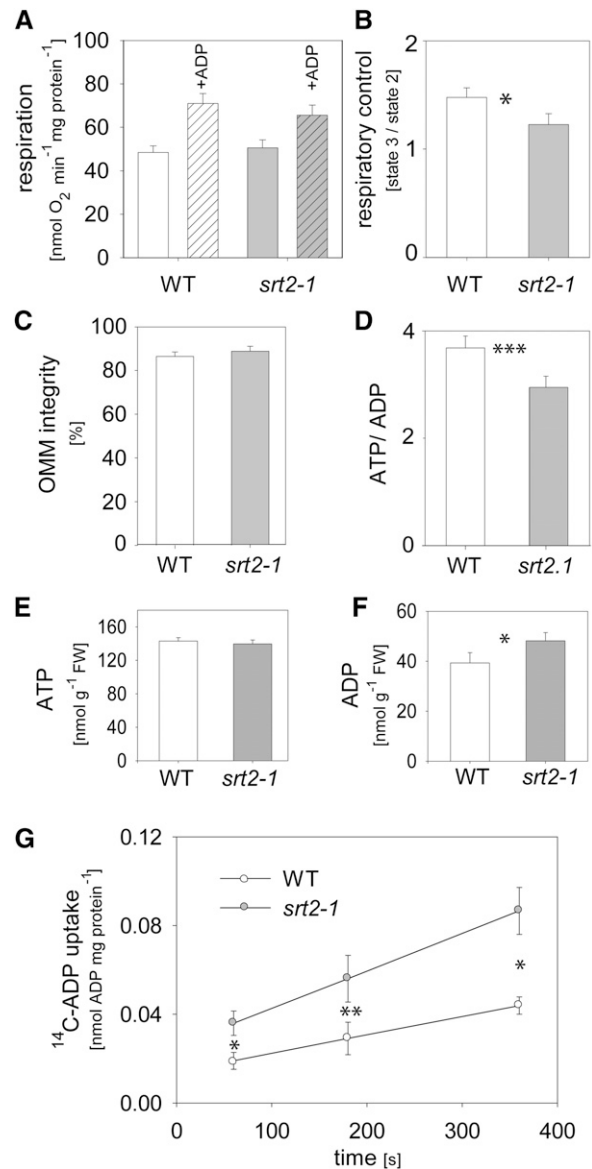 A
respiration
[nmol O2 min-1 mg protein-1]
100
80
60
40
20
0
+ADP
+ADP
WT
srt2-1
B
respiratory control
[state 3 / state 2]
2
1
0
*
WT
srt2-1
C
OMM integrity
[%]
100
80
60
40
20
0
WT
srt2-1
D
ATP/ ADP
4
2
0
***
WT
srt2.1
E
ATP
[nmol g-1 FW]
160
120
80
40
0
WT
srt2-1
F
ADP
[nmol g-1 FW]
60
40
20
0
*
WT
srt2-1
G
14C-ADP uptake
[nmol ADP mg protein-1]
0.12
0.08
0.04
0.00
WT
srt2-1
*
**
*
0
100
200
300
400
time [s]